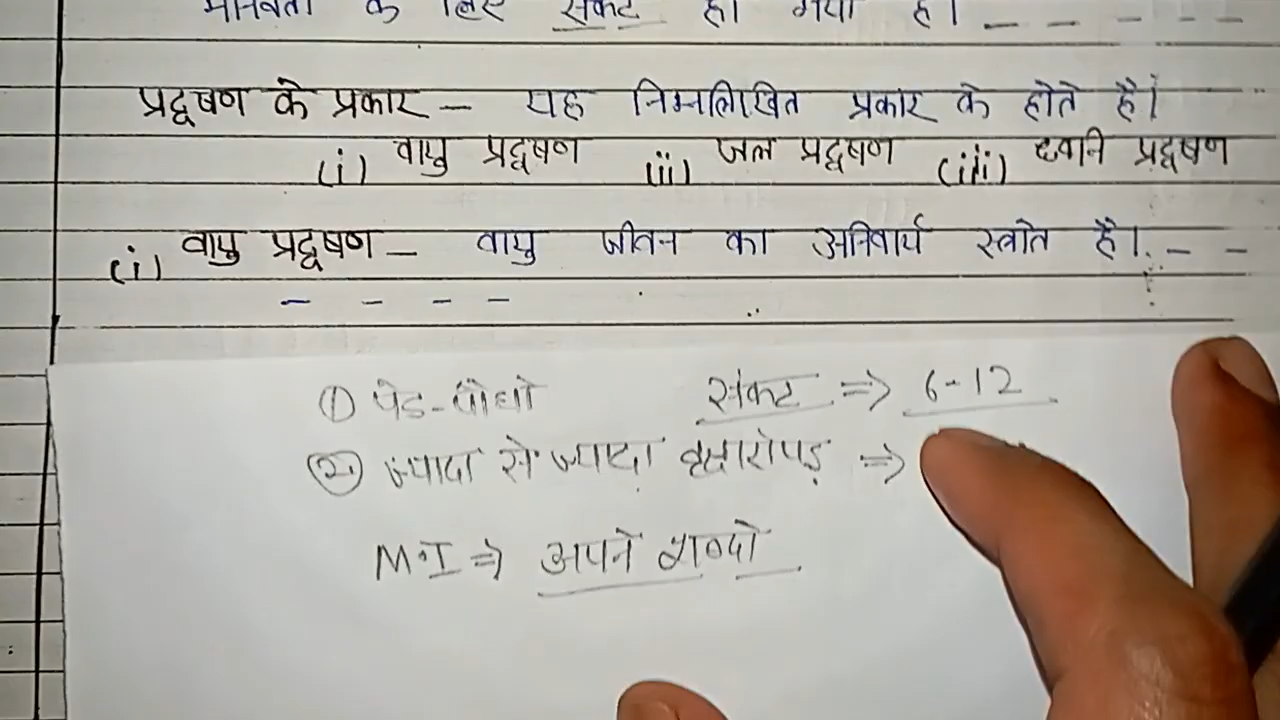 मानवता के लिए संकट हो गया है। _ _ _ _ _ _
प्रदूषण के प्रकार – यह निम्नलिखित प्रकार के होते है।
(i) वायु प्रदूषण (ii) जल प्रदूषण (iii) ध्वनि प्रदूषण
(i) वायु प्रदूषण – वायु जीवन का अनिवार्य स्त्रोत है। – –
– – – –
① पेड-पौधो संकट ⇒ 6-12
② ज्यादा से ज्यादा वृक्षारोपड़ ⇒
M.I ⇒ अपने शब्दो